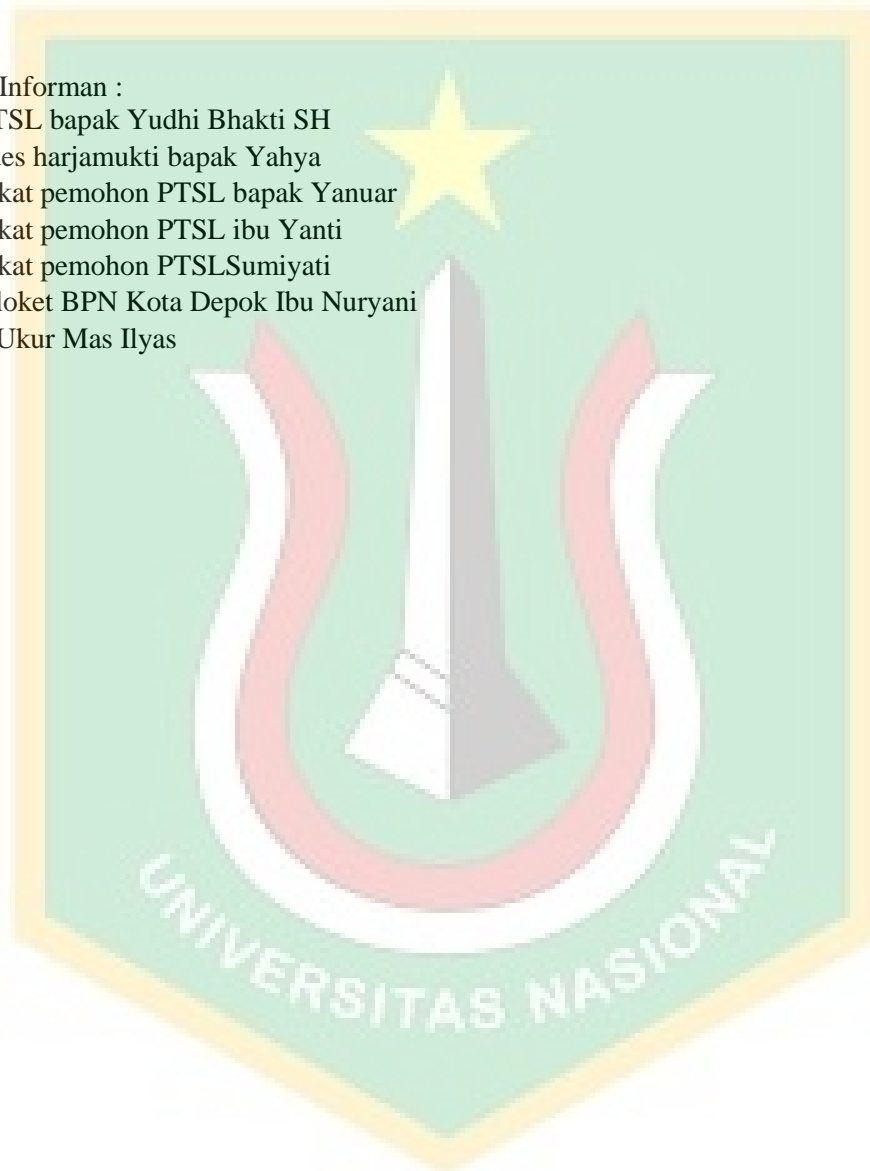 Informan :
TSL bapak Yudhi Bhakti SH
es harjamukti bapak Yahya
kat pemohon PTSL bapak Yanuar
kat pemohon PTSL ibu Yanti
kat pemohon PTSLSumiyati
loket BPN Kota Depok Ibu Nuryani
Ukur Mas Ilyas
UNIVERSITAS NASIONAL